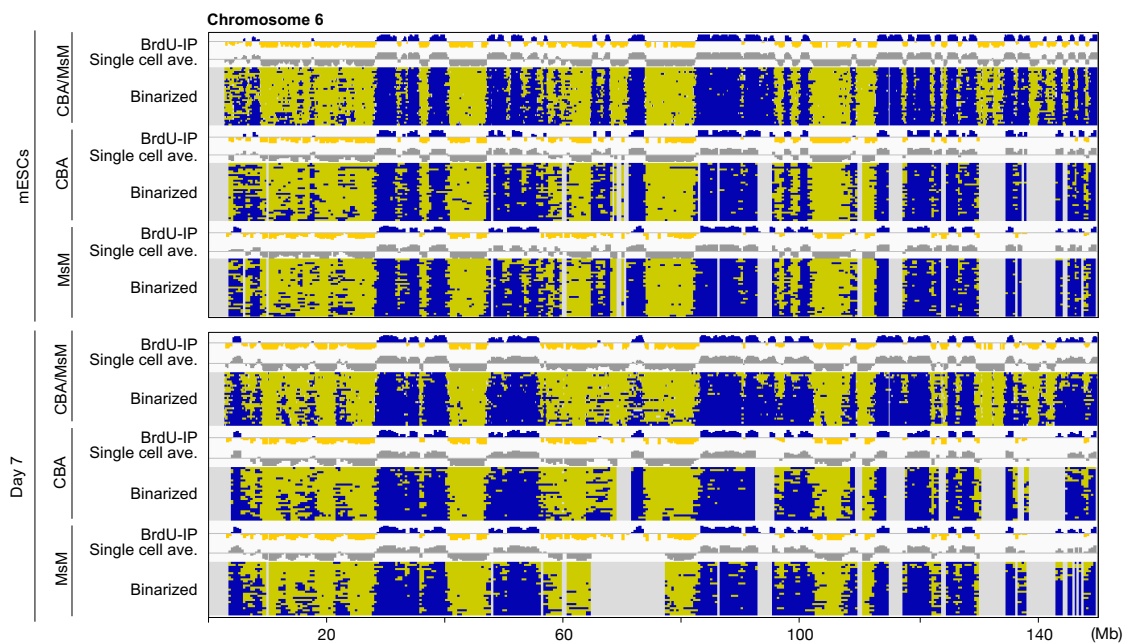 Chromosome 6
mESCs
CBA/MsM
BrdU-IP
Single cell ave.
Binarized
CBA
BrdU-IP
Single cell ave.
Binarized
MsM
BrdU-IP
Single cell ave.
Binarized
Day 7
CBA/MsM
BrdU-IP
Single cell ave.
Binarized
CBA
BrdU-IP
Single cell ave.
Binarized
MsM
BrdU-IP
Single cell ave.
Binarized
20 60 100 140 (Mb)